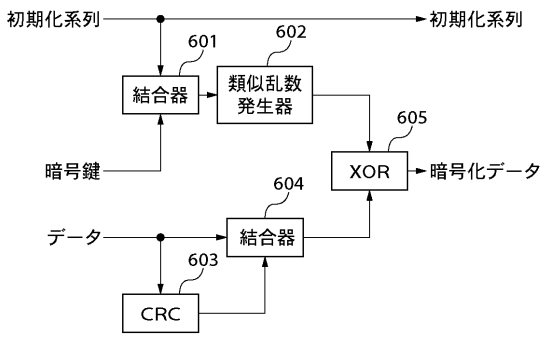 初期化系列
初期化系列
601
602
結合器
類似乱数
発生器
605
暗号鍵
XOR
暗号化データ
604
データ
結合器
603
CRC